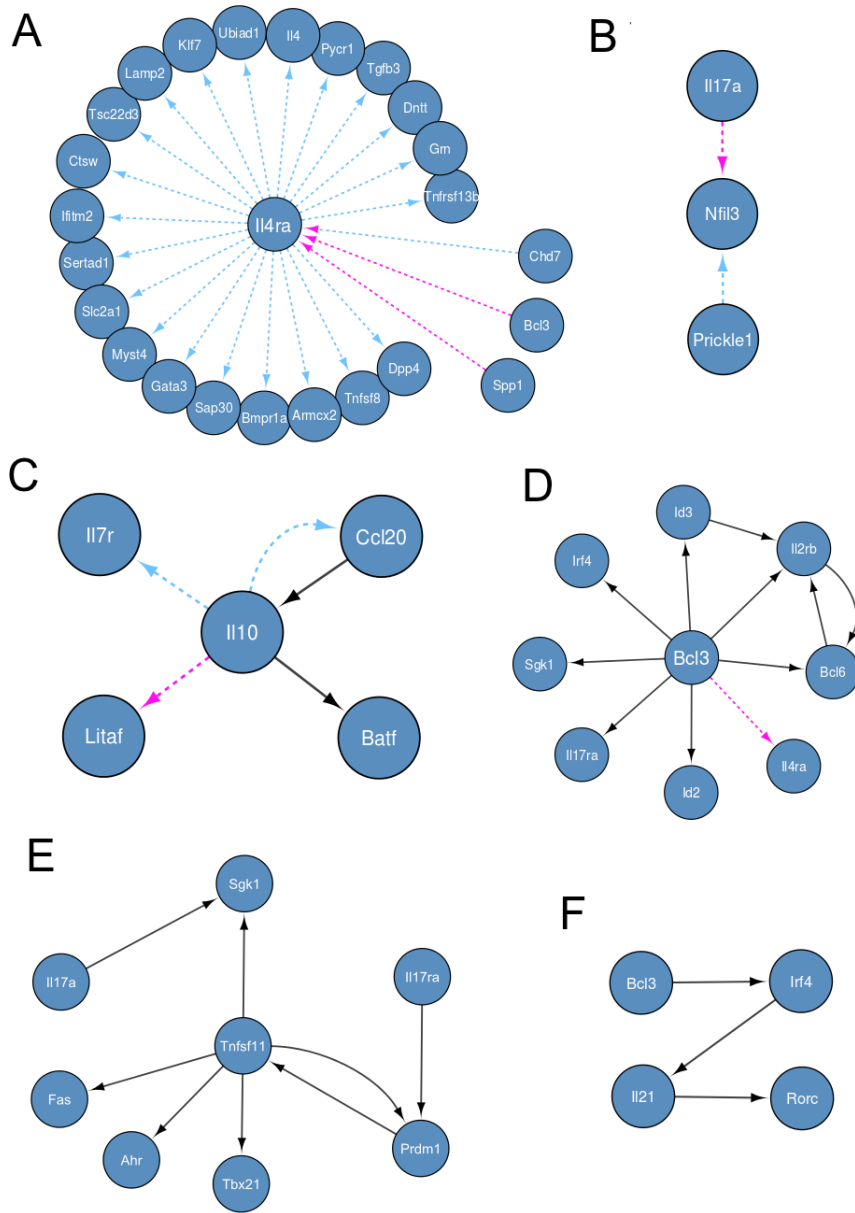 A
Ubiad1
Il4
Klf7
Pycr1
Lamp2
Tgfb3
Tsc22d3
Dntt
Ctsw
Grn
Tnfrsf13b
Ifitm2
Il4ra
Sertad1
Chd7
Slc2a1
Bcl3
Myst4
Dpp4
Gata3
Spp1
Sap30
Tnfsf8
Bmpr1a
Armcx2
B
Il17a
Nfil3
Prickle1
C
Il7r
Ccl20
Il10
Litaf
Batf
D
Id3
Il2rb
Irf4
Bcl3
Sgk1
Bcl6
Il17ra
Il4ra
Id2
E
Sgk1
Il17a
Il17ra
Tnfsf11
Fas
Prdm1
Ahr
Tbx21
F
Bcl3
Irf4
Il21
Rorc